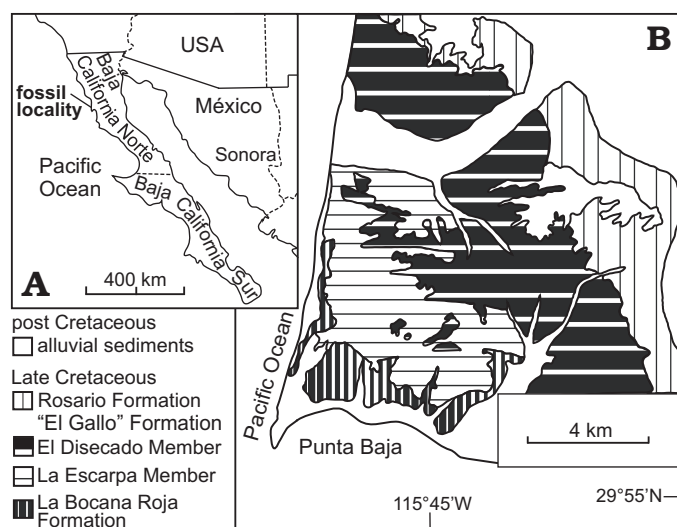 A
USA
Baja
California Norte
fossil
locality
México
Sonora
Pacific
Ocean
Baja California
Sur
400 km
B
post Cretaceous
alluvial sediments
Late Cretaceous
Rosario Formation
“El Gallo” Formation
El Disecado Member
La Escarpa Member
La Bocana Roja
Formation
Pacific Ocean
Punta Baja
4 km
115°45'W
29°55'N